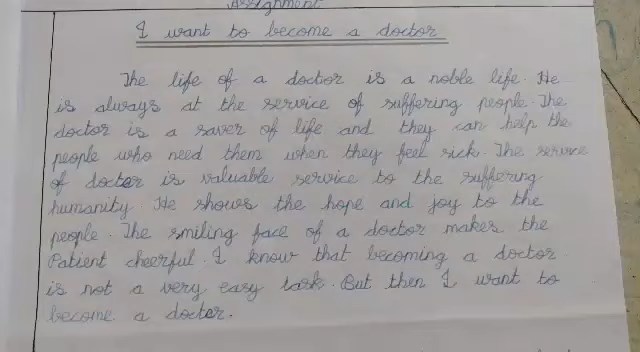 Assignment
I want to become a doctor
The life of a doctor is a noble life. He
is always at the service of suffering people. The
doctor is a saver of life and they can help the
people who need them when they feel sick. The service
of doctor is valuable service to the suffering
humanity. He shows the hope and joy to the
people. The smiling face of a doctor makes the
Patient cheerful. I know that becoming a doctor
is not a very easy task. But then I want to
become a doctor.